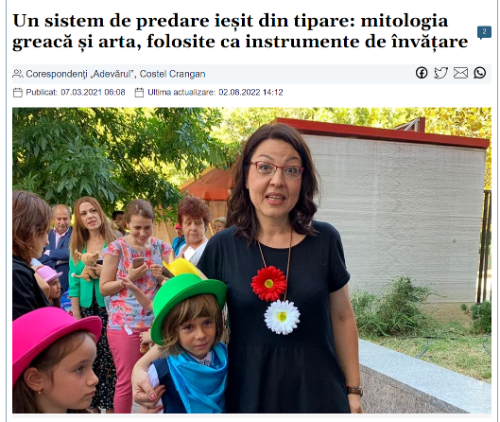 Un sistem de predare ieșit din tipare: mitologia
greacă și arta, folosite ca instrumente de învățare
2
Corespondenți „Adevărul”, Costel Crangan
Publicat: 07.03.2021 06:08 Ultima actualizare: 02.08.2022 14:12